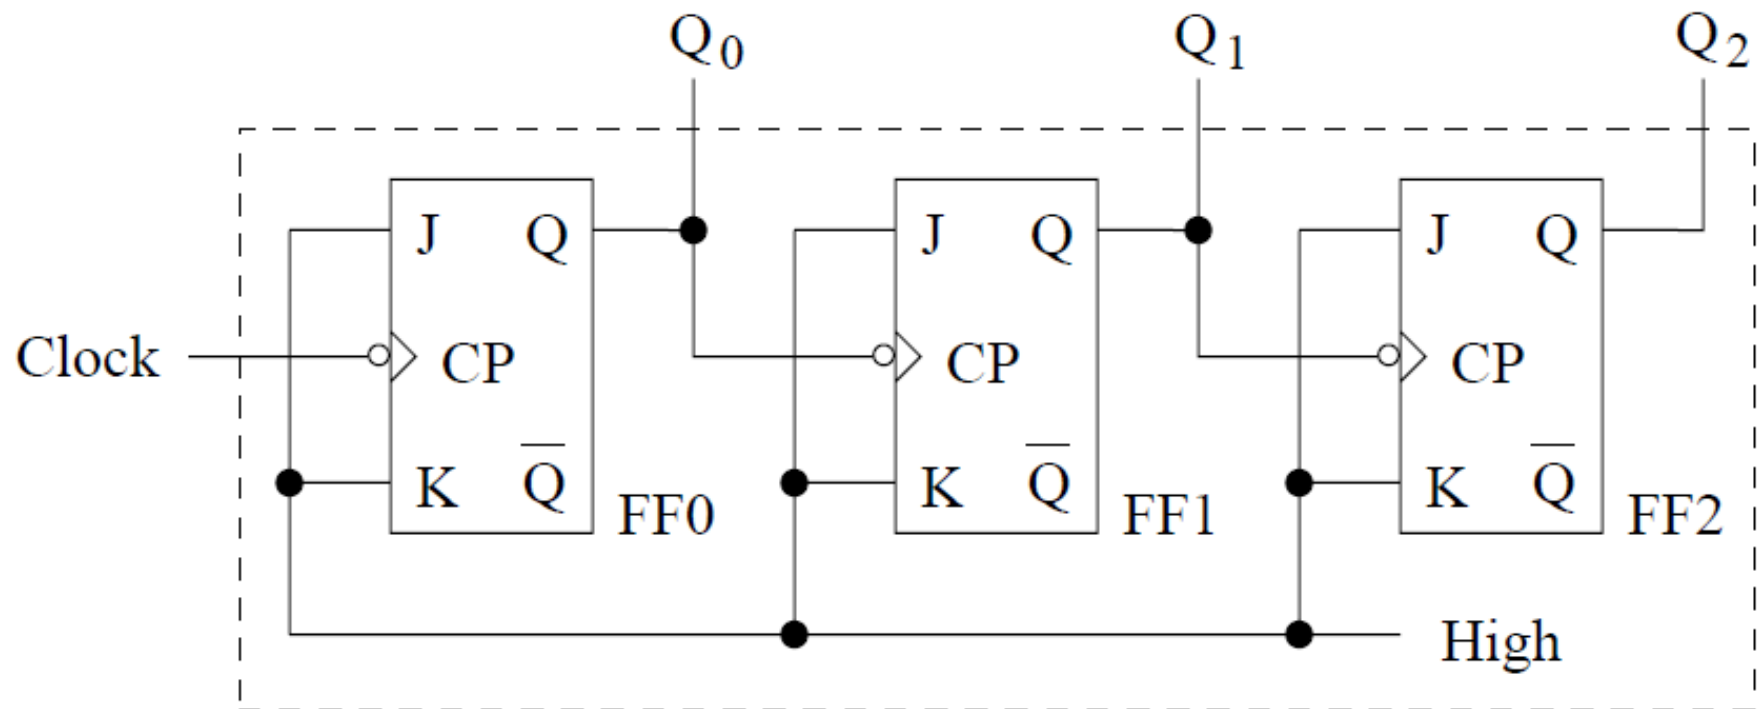 Q0 Q1 Q2
J Q J Q J Q
Clock CP CP CP
K Q̅ FF0 K Q̅ FF1 K Q̅ FF2
High